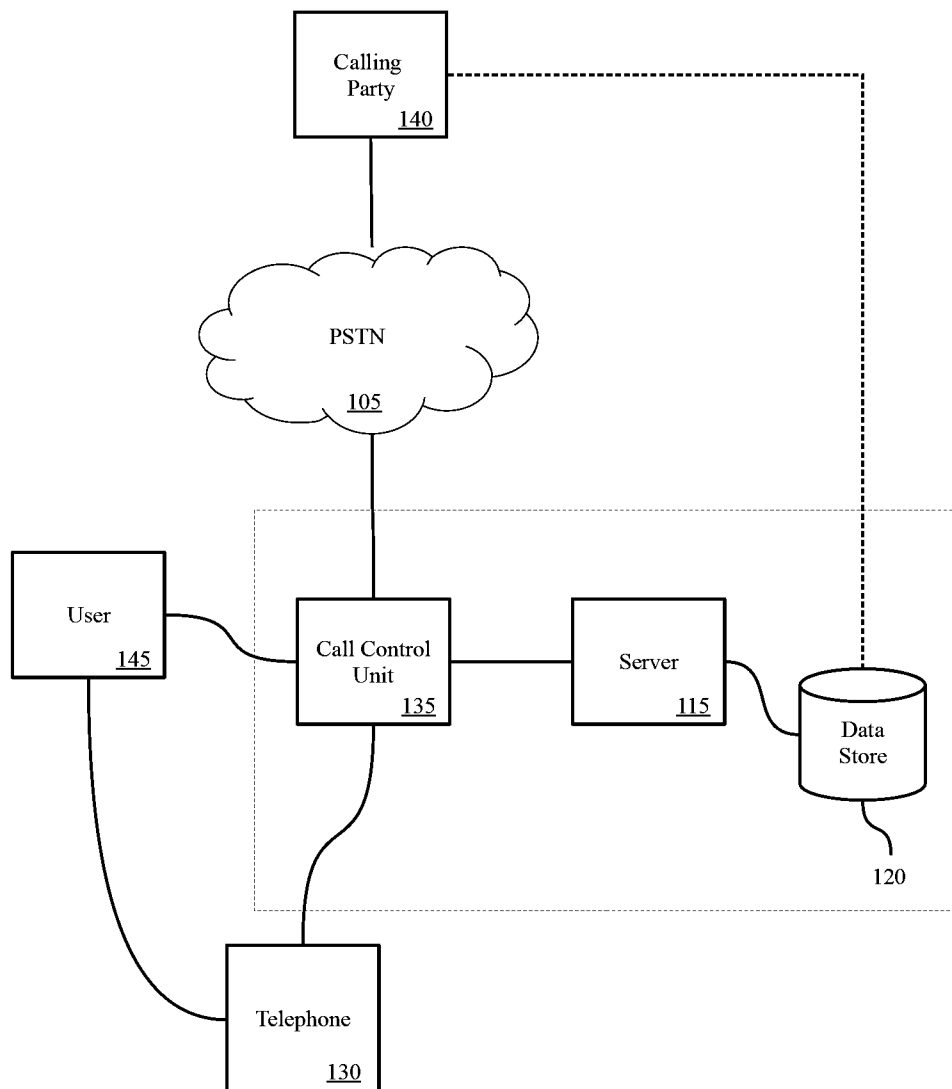 Calling
Party
140
PSTN
105
User
145
Call Control
Unit
135
Server
115
Data
Store
120
Telephone
130